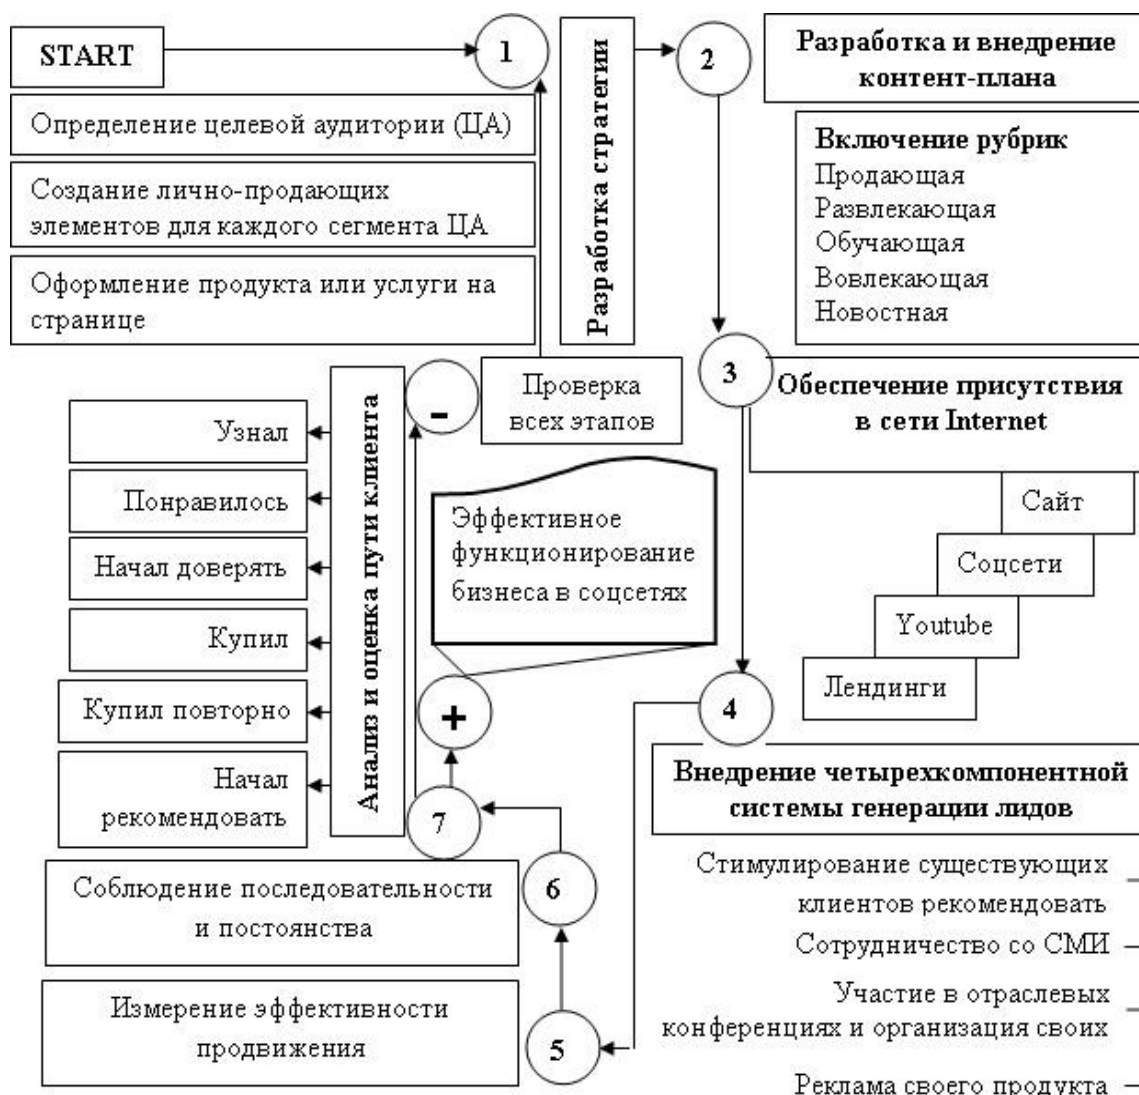 START
1
Определение целевой аудитории (ЦА)
Создание лично-продающих
элементов для каждого сегмента ЦА
Оформление продукта или услуги на
странице
Разработка стратегии
2
Разработка и внедрение
контент-плана
Включение рубрик
Продающая
Развлекающая
Обучающая
Вовлекающая
Новостная
3
Обеспечение присутствия
в сети Internet
Сайт
Соцсети
Youtube
Лендинги
4
Внедрение четырехкомпонентной
системы генерации лидов
Стимулирование существующих
клиентов рекомендовать
Сотрудничество со СМИ
Участие в отраслевых
конференциях и организация своих
Реклама своего продукта
5
Измерение эффективности
продвижения
6
Соблюдение последовательности
и постоянства
7
Анализ и оценка пути клиента
Узнал
Понравилось
Начал доверять
Купил
Купил повторно
Начал
рекомендовать
-
Проверка
всех этапов
+
Эффективное
функционирование
бизнеса в соцсетях